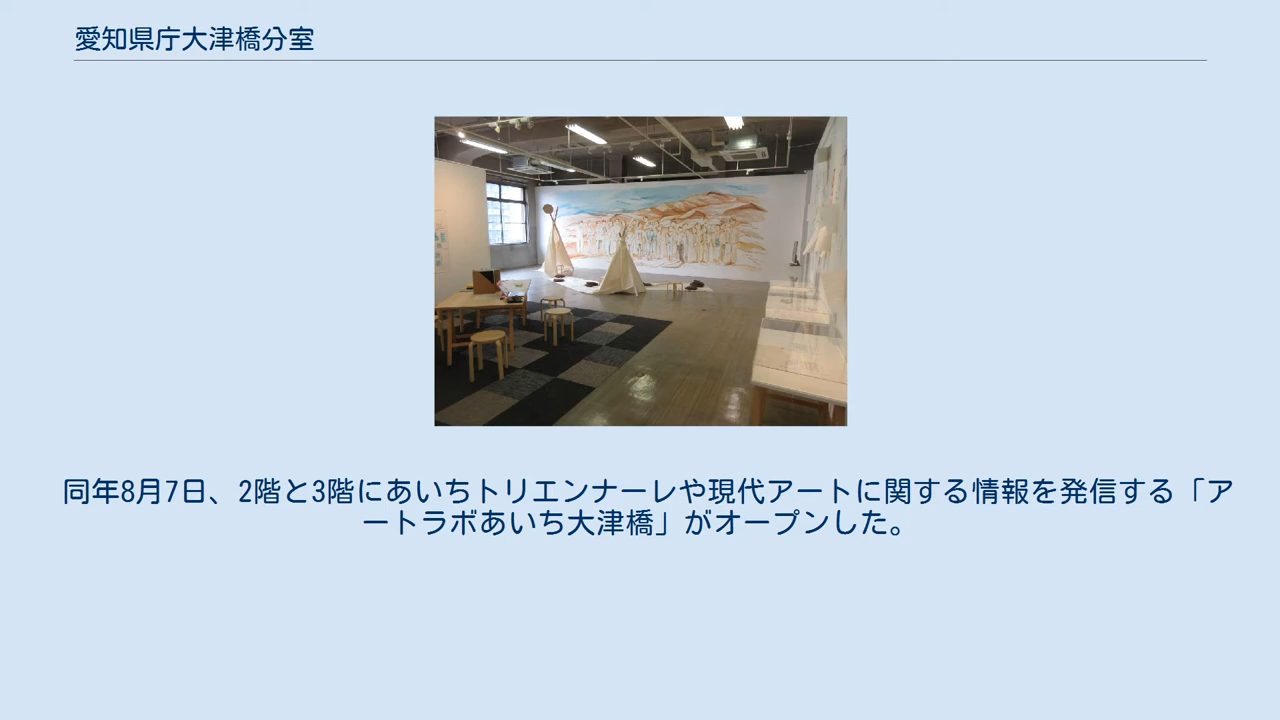 愛知県庁大津橋分室
同年8月7日、2階と3階にあいちトリエンナーレや現代アートに関する情報を発信する「ア
ートラボあいち大津橋」がオープンした。